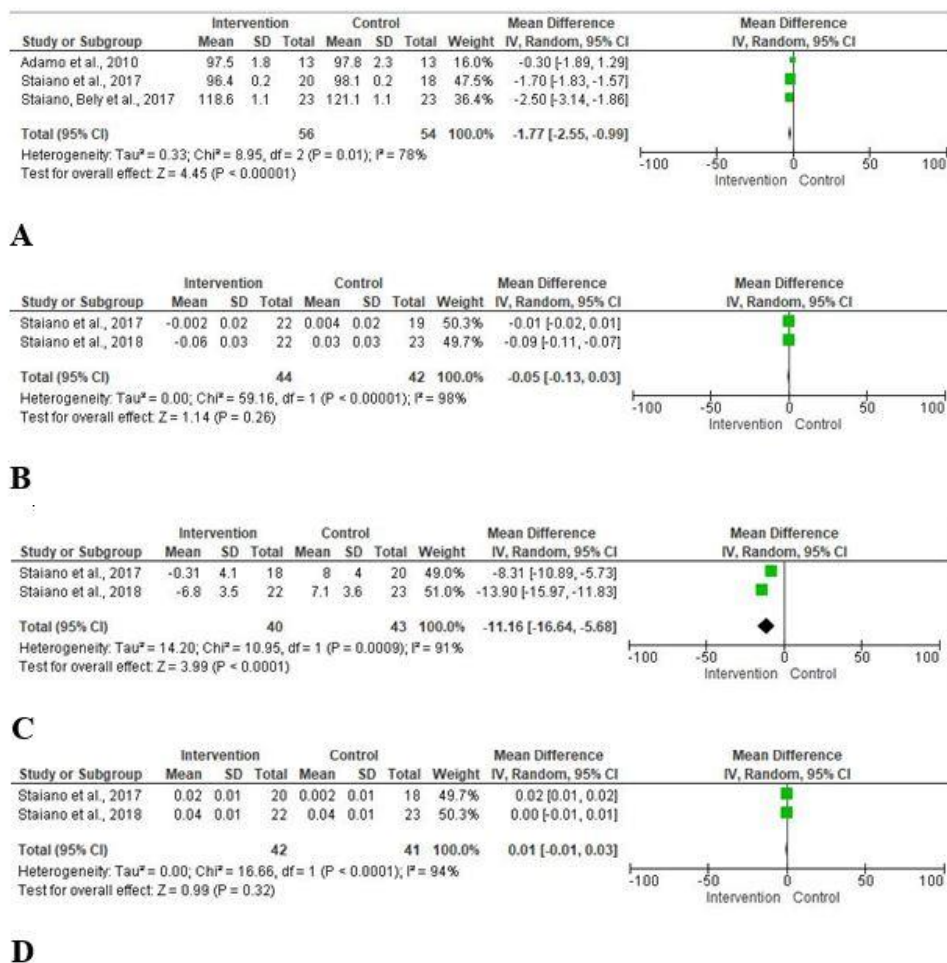 Intervention Control Mean Difference Mean Difference
Study or Subgroup Mean SD Total Mean SD Total Weight IV, Random, 95% CI IV, Random, 95% CI
Adamo et al., 2010 97.5 1.8 13 97.8 2.3 13 16.0% -0.30 [-1.89, 1.29]
Staiano et al., 2017 96.4 0.2 20 98.1 0.2 18 47.5% -1.70 [-1.83, -1.57]
Staiano, Bely et al., 2017 118.6 1.1 23 121.1 1.1 23 36.4% -2.50 [-3.14, -1.86]
Total (95% CI) 56 54 100.0% -1.77 [-2.55, -0.99]
Heterogeneity: Tau² = 0.33; Chi² = 8.95, df = 2 (P = 0.01); I² = 78%
Test for overall effect: Z = 4.45 (P < 0.00001)
-100 -50 0 50 100
Intervention Control
A
Intervention Control Mean Difference Mean Difference
Study or Subgroup Mean SD Total Mean SD Total Weight IV, Random, 95% CI IV, Random, 95% CI
Staiano et al., 2017 -0.002 0.02 22 0.004 0.02 19 50.3% -0.01 [-0.02, 0.01]
Staiano et al., 2018 -0.06 0.03 22 0.03 0.03 23 49.7% -0.09 [-0.11, -0.07]
Total (95% CI) 44 42 100.0% -0.05 [-0.13, 0.03]
Heterogeneity: Tau² = 0.00; Chi² = 59.16, df = 1 (P < 0.00001); I² = 98%
Test for overall effect: Z = 1.14 (P = 0.26)
-100 -50 0 50 100
Intervention Control
B
Intervention Control Mean Difference Mean Difference
Study or Subgroup Mean SD Total Mean SD Total Weight IV, Random, 95% CI IV, Random, 95% CI
Staiano et al., 2017 -0.31 4.1 18 8 4 20 49.0% -8.31 [-10.89, -5.73]
Staiano et al., 2018 -6.8 3.5 22 7.1 3.6 23 51.0% -13.90 [-15.97, -11.83]
Total (95% CI) 40 43 100.0% -11.16 [-16.64, -5.68]
Heterogeneity: Tau² = 14.20; Chi² = 10.95, df = 1 (P = 0.0009); I² = 91%
Test for overall effect: Z = 3.99 (P < 0.0001)
-100 -50 0 50 100
Intervention Control
C
Intervention Control Mean Difference Mean Difference
Study or Subgroup Mean SD Total Mean SD Total Weight IV, Random, 95% CI IV, Random, 95% CI
Staiano et al., 2017 0.02 0.01 20 0.002 0.01 18 49.7% 0.02 [0.01, 0.02]
Staiano et al., 2018 0.04 0.01 22 0.04 0.01 23 50.3% 0.00 [-0.01, 0.01]
Total (95% CI) 42 41 100.0% 0.01 [-0.01, 0.03]
Heterogeneity: Tau² = 0.00; Chi² = 16.66, df = 1 (P < 0.0001); I² = 94%
Test for overall effect: Z = 0.99 (P = 0.32)
-100 -50 0 50 100
Intervention Control
D